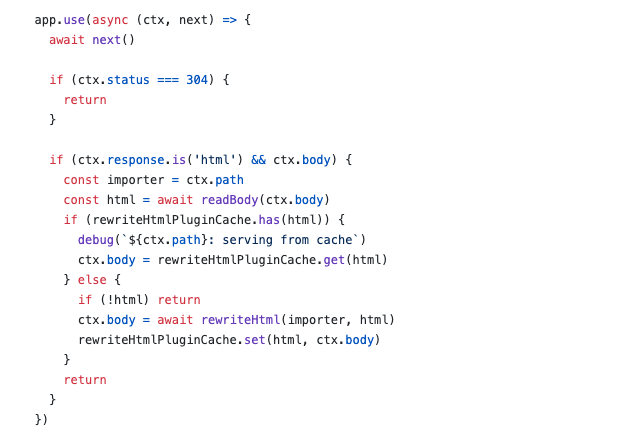 app.use(async (ctx, next) => {
  await next()

  if (ctx.status === 304) {
    return
  }

  if (ctx.response.is('html') && ctx.body) {
    const importer = ctx.path
    const html = await readBody(ctx.body)
    if (rewriteHtmlPluginCache.has(html)) {
      debug(`${ctx.path}: serving from cache`)
      ctx.body = rewriteHtmlPluginCache.get(html)
    } else {
      if (!html) return
      ctx.body = await rewriteHtml(importer, html)
      rewriteHtmlPluginCache.set(html, ctx.body)
    }
    return
  }
})